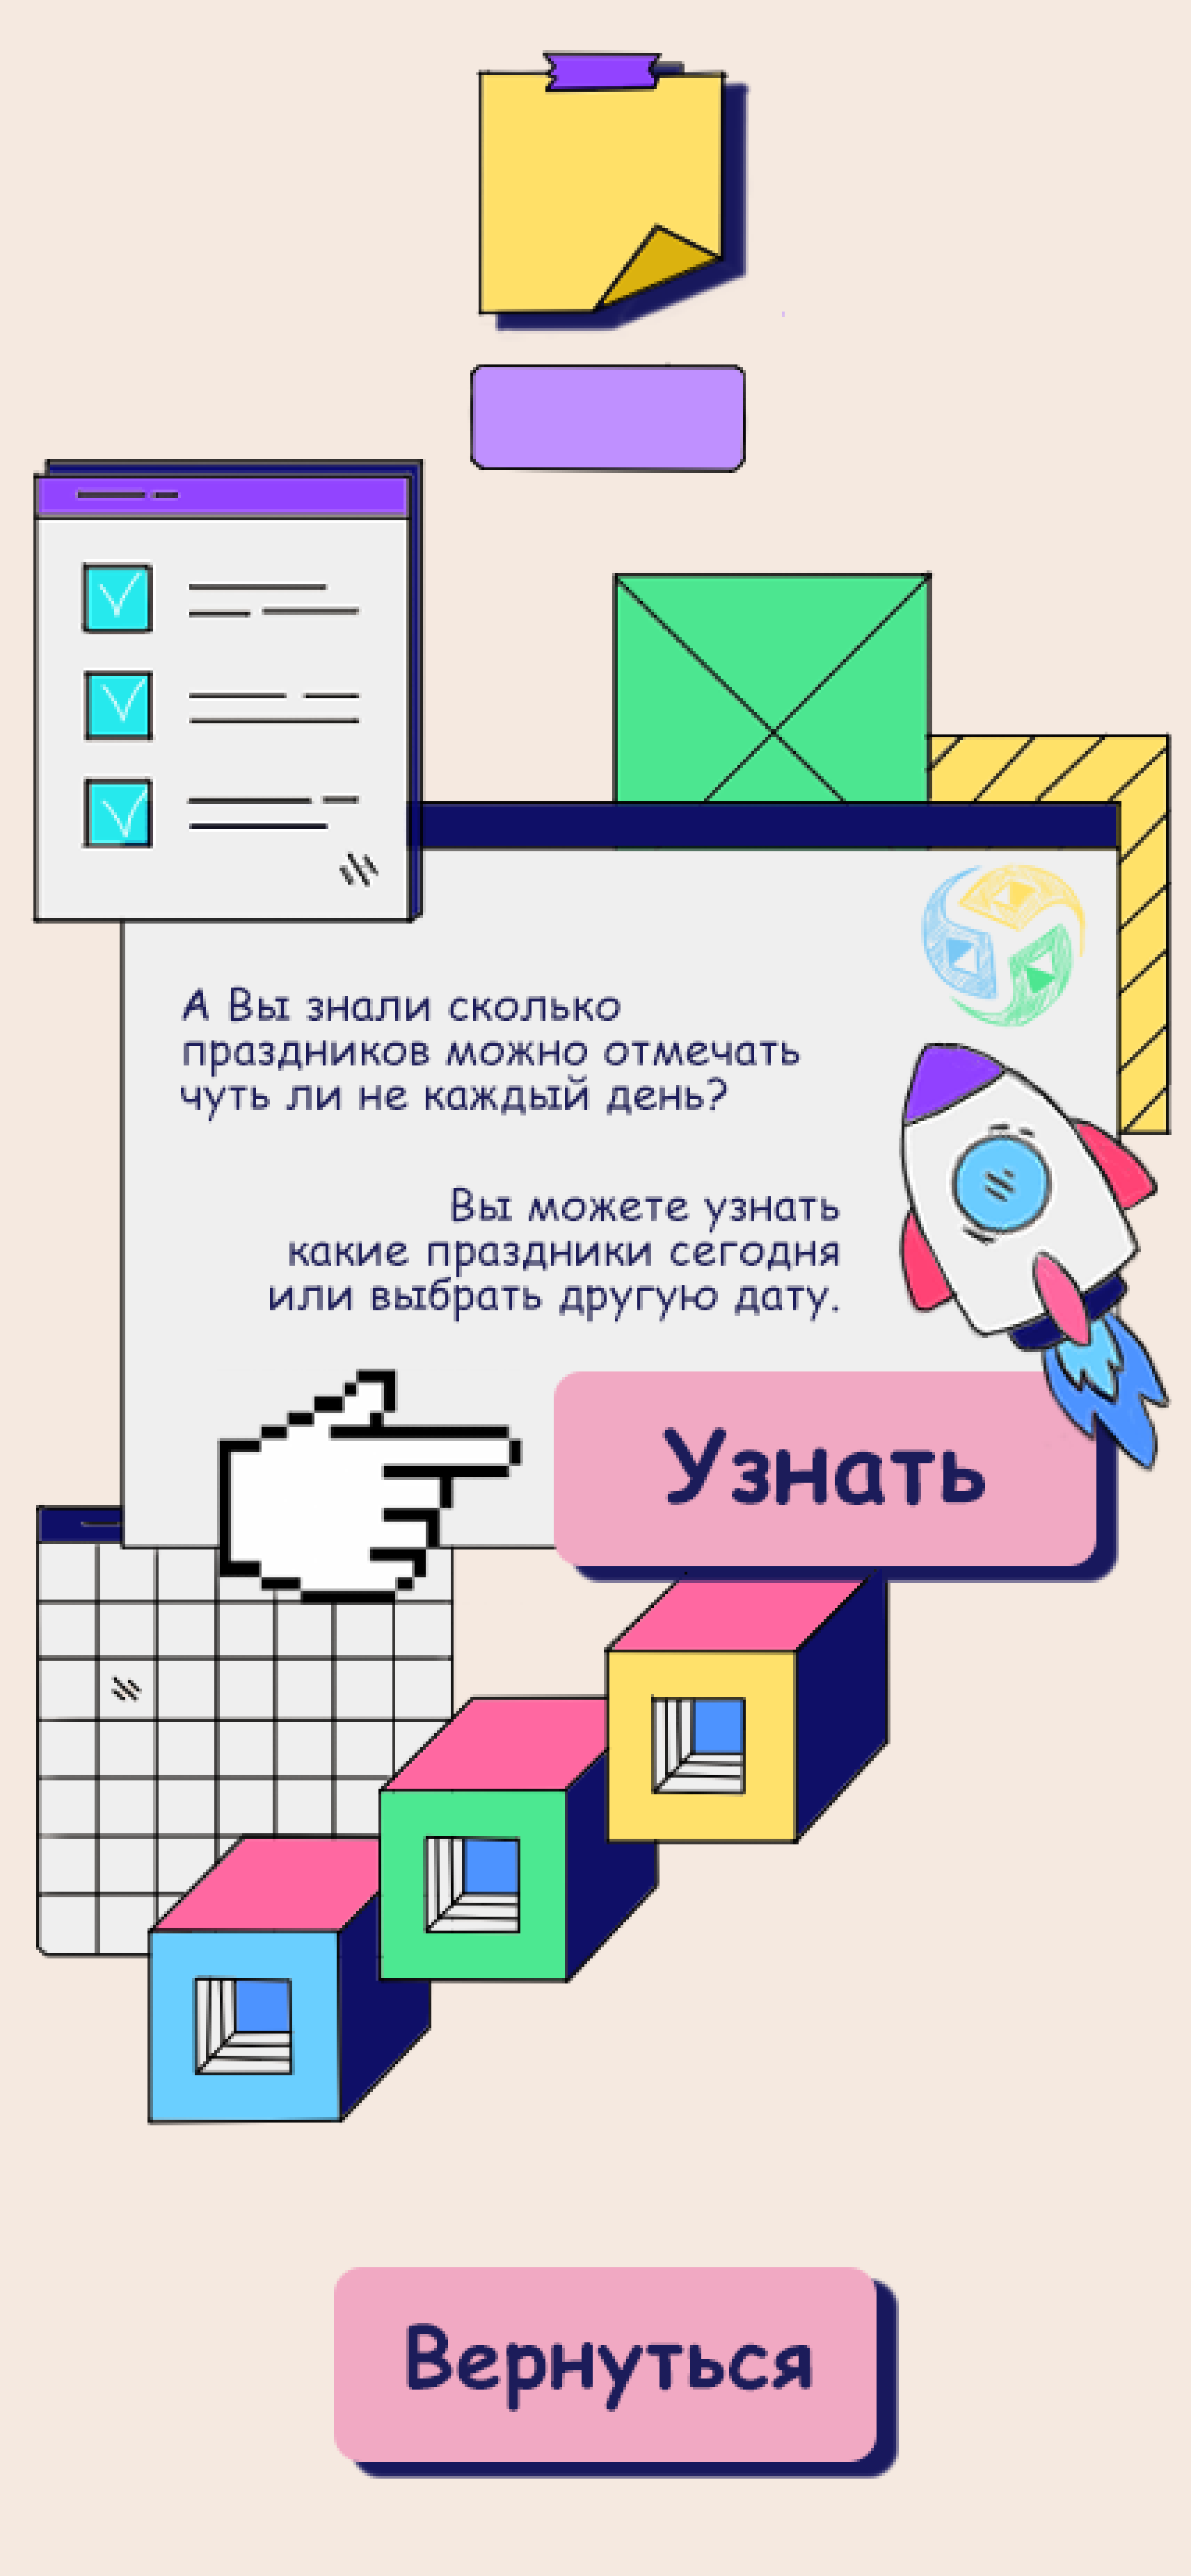 А Вы знали сколько
праздников можно отмечать
чуть ли не каждый день?
Вы можете узнать
какие праздники сегодня
или выбрать другую дату.
Узнать
Вернуться